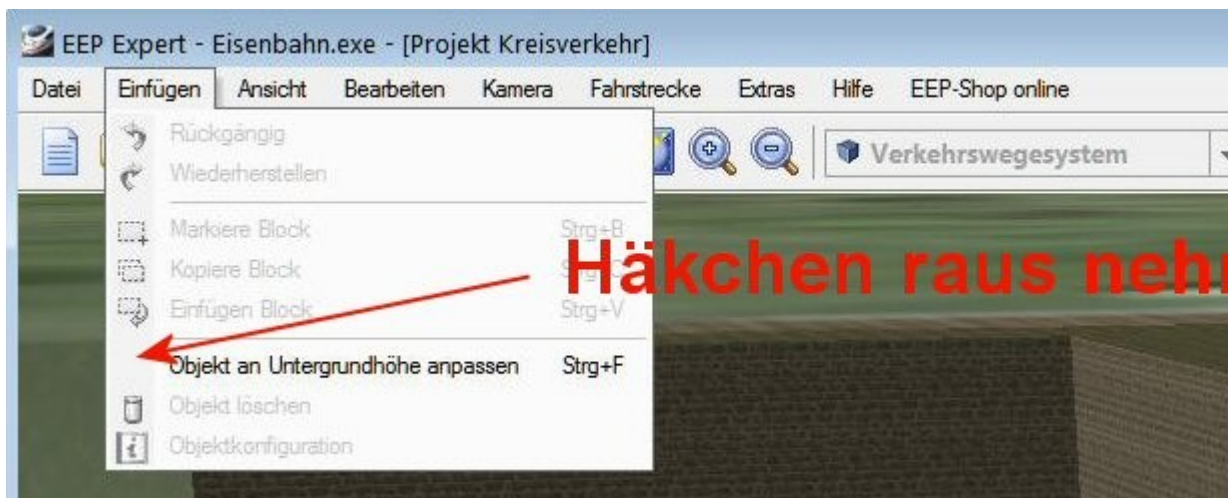 EEP Expert - Eisenbahn.exe - [Projekt Kreisverkehr]
Datei Einfügen Ansicht Bearbeiten Kamera Fahrstrecke Extras Hilfe EEP-Shop online
Verkehrswegesystem
Rückgängig
Wiederherstellen
Markiere Block Strg+B
Kopiere Block
Häkchen raus
Einfügen Block Strg+V
Objekt an Untergrundhöhe anpassen Strg+F
Objekt löschen
Objektkonfiguration